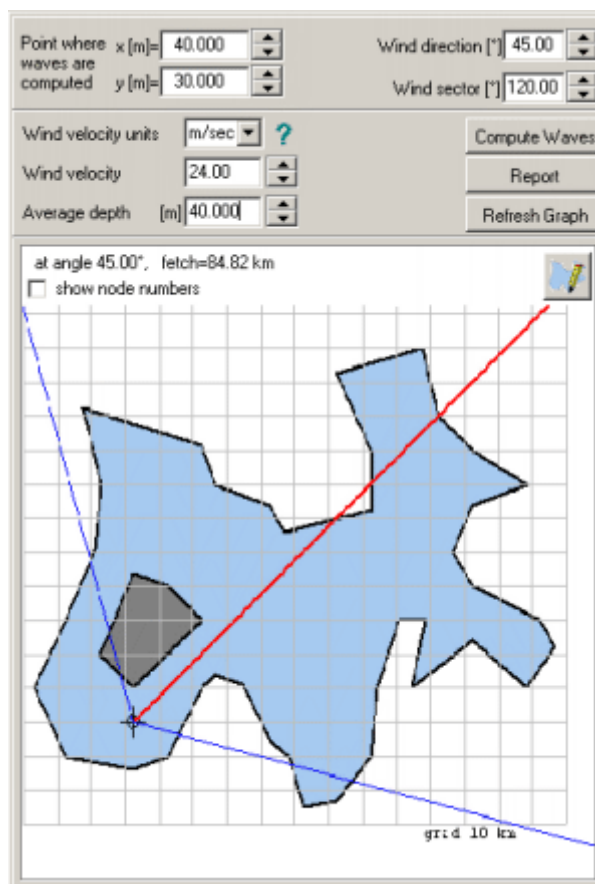 Point where x [m]= 40.000 Wind direction [°] 45.00
waves are
computed y [m]= 30.000 Wind sector [°] 120.00
Wind velocity units m/sec ? Compute Waves
Wind velocity 24.00 Report
Average depth [m] 40.000 Refresh Graph
at angle 45.00°, fetch=84.82 km
show node numbers
grid 10 km